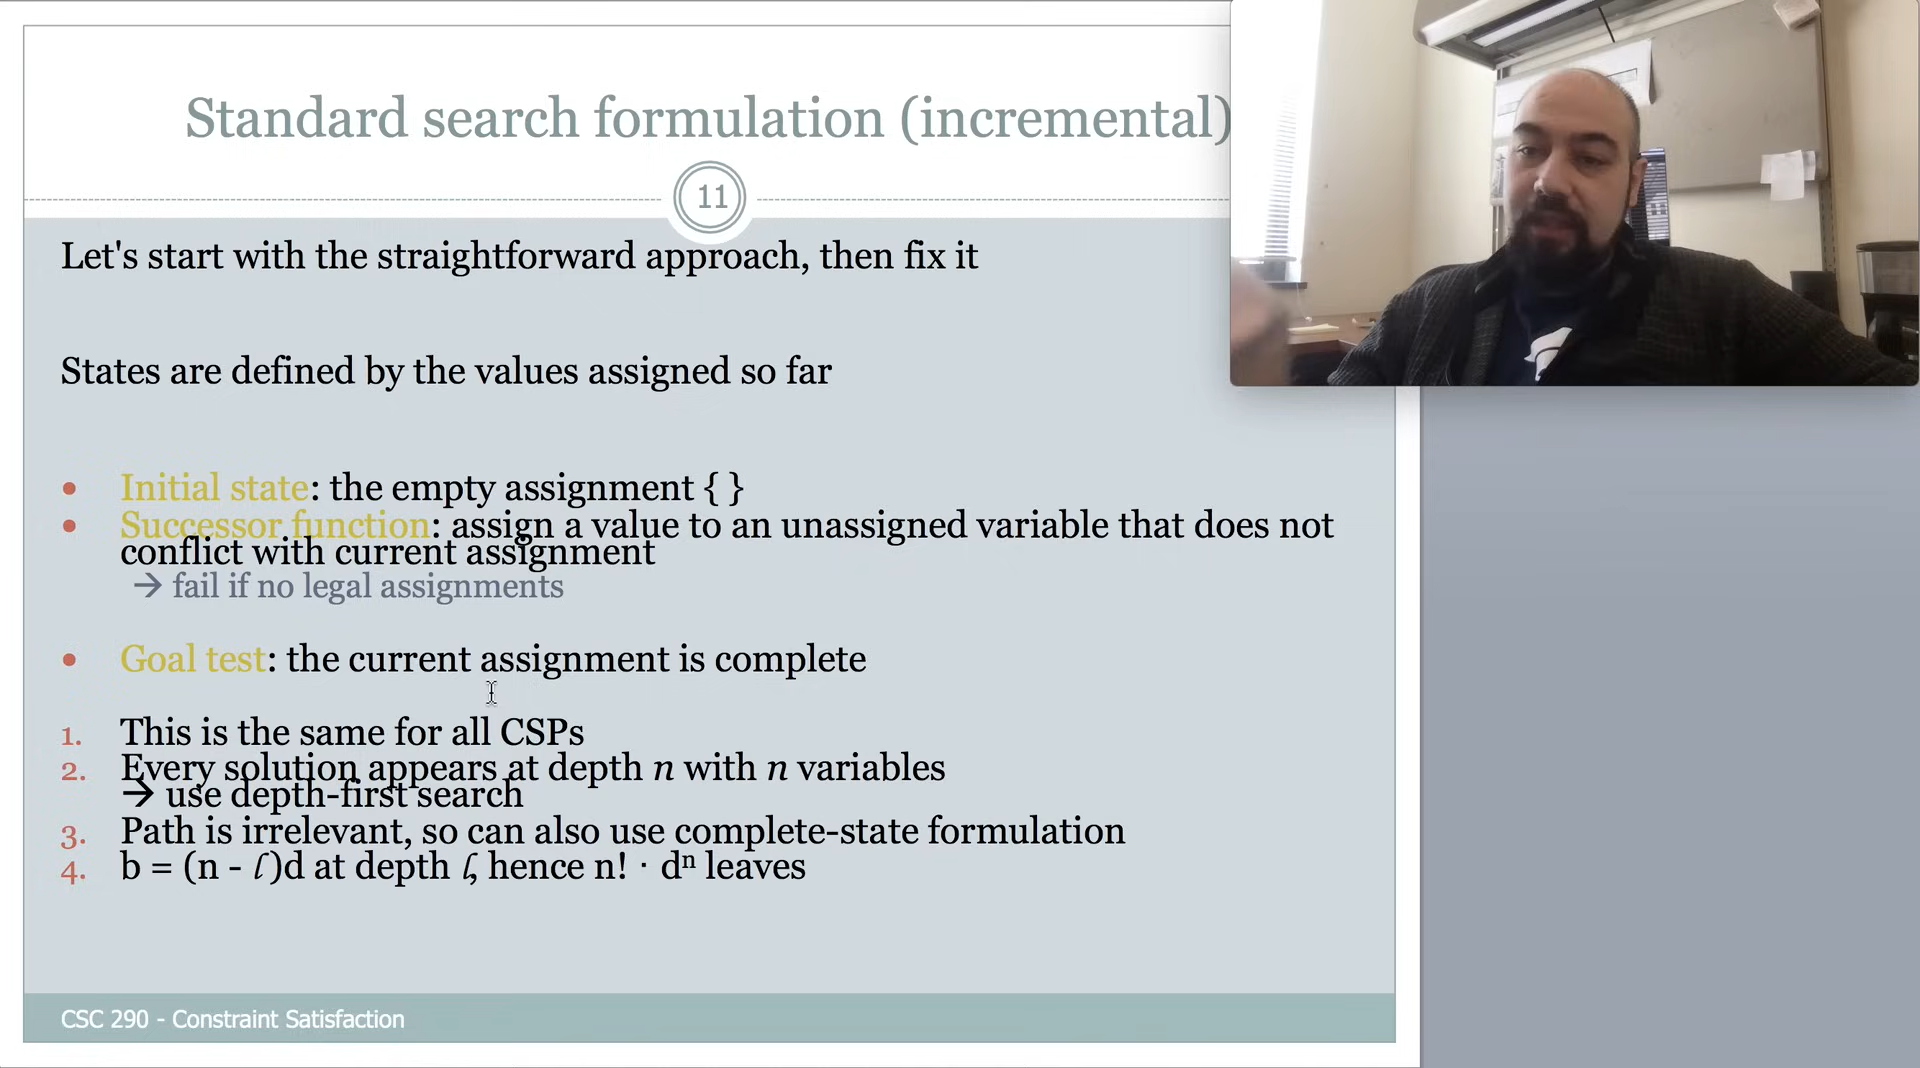 Standard search formulation (incremental)
11
Let's start with the straightforward approach, then fix it
States are defined by the values assigned so far
• Initial state: the empty assignment { }
• Successor function: assign a value to an unassigned variable that does not
conflict with current assignment
→ fail if no legal assignments
• Goal test: the current assignment is complete
1. This is the same for all CSPs
2. Every solution appears at depth n with n variables
→ use depth-first search
3. Path is irrelevant, so can also use complete-state formulation
4. b = (n - l)d at depth l, hence n! · dⁿ leaves
CSC 290 - Constraint Satisfaction